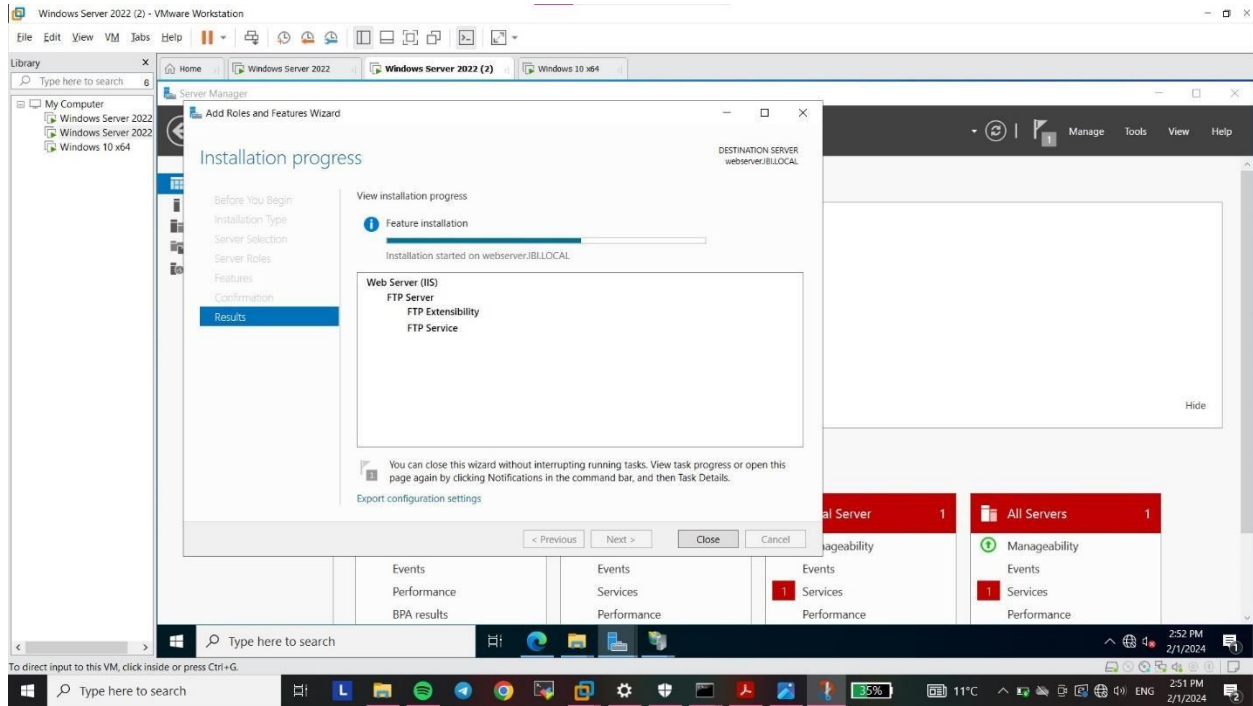 Windows Server 2022 (2) - VMware Workstation
File Edit View VM Tabs Help
Library X
Type here to search
My Computer
Windows Server 2022
Windows Server 2022
Windows 10 x64
Home Windows Server 2022 Windows Server 2022 (2) Windows 10 x64
Server Manager
Manage Tools View Help
1
Add Roles and Features Wizard
Installation progress
DESTINATION SERVER
webserver.IBI.LOCAL
Before You Begin
Installation Type
Server Selection
Server Roles
Features
Confirmation
Results
View installation progress
Feature installation
Installation started on webserver.IBI.LOCAL
Web Server (IIS)
FTP Server
FTP Extensibility
FTP Service
You can close this wizard without interrupting running tasks. View task progress or open this
page again by clicking Notifications in the command bar, and then Task Details.
Export configuration settings
< Previous Next > Close Cancel
Hide
al Server 1 All Servers 1
nageability Manageability
Events Events Events Events
Performance Services 1 Services 1 Services
BPA results Performance Performance Performance
Type here to search
2:52 PM
2/1/2024
To direct input to this VM, click inside or press Ctrl+G.
Type here to search
L
35%
11°C
ENG
2:51 PM
2/1/2024
2